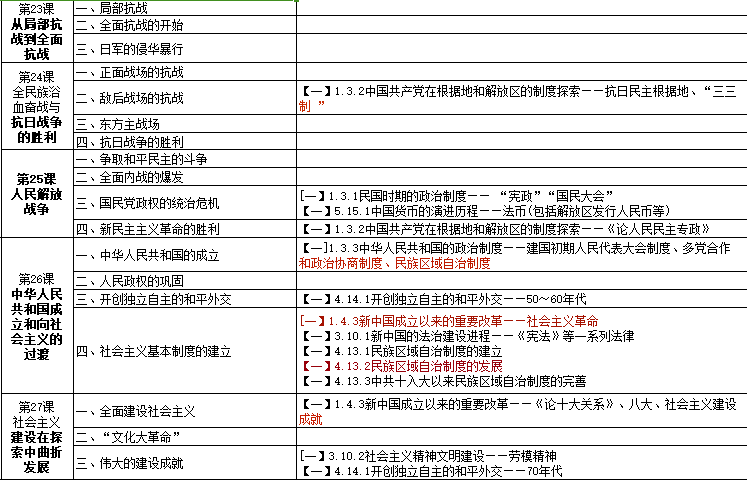 第23课
从局部抗
战到全面
抗战
一、局部抗战
二、全面抗战的开始
三、日军的侵华暴行
第24课
全民族浴
血奋战与
抗日战争
的胜利
一、正面战场的抗战
二、敌后战场的抗战
【一】1.3.2中国共产党在根据地和解放区的制度探索——抗日民主根据地、“三三
制 ”
三、东方主战场
四、抗日战争的胜利
第25课
人民解放
战争
一、争取和平民主的斗争
二、全面内战的爆发
三、国民党政权的统治危机
[一】1.3.1民国时期的政治制度—— “宪政”“国民大会”
【一】5.15.1中国货币的演进历程——法币(包括解放区发行人民币等)
四、新民主主义革命的胜利
【一】1.3.2中国共产党在根据地和解放区的制度探索——《论人民民主专政》
第26课
中华人民
共和国成
立和向社
会主义的
过渡
一、中华人民共和国的成立
【一]1.3.3中华人民共和国的政治制度——建国初期人民代表大会制度、多党合作
和政治协商制度、民族区域自治制度
二、人民政权的巩固
三、开创独立自主的和平外交
【一】4.14.1开创独立自主的和平外交——50～60年代
四、社会主义基本制度的建立
[一】1.4.3新中国成立以来的重要改革——社会主义革命
【一】3.10.1新中国的法治建设进程——《宪法》等一系列法律
【一】4.13.1民族区域自治制度的建立
【一】4.13.2民族区域自治制度的发展
【一】4.13.3中共十八大以来民族区域自治制度的完善
第27课
社会主义
建设在探
索中曲折
发展
一、全面建设社会主义
【一】1.4.3新中国成立以来的重要改革——《论十大关系》、八大、社会主义建设
成就
二、“文化大革命”
三、伟大的建设成就
[一】3.10.2社会主义精神文明建设——劳模精神
【一】4.14.1开创独立自主的和平外交——70年代